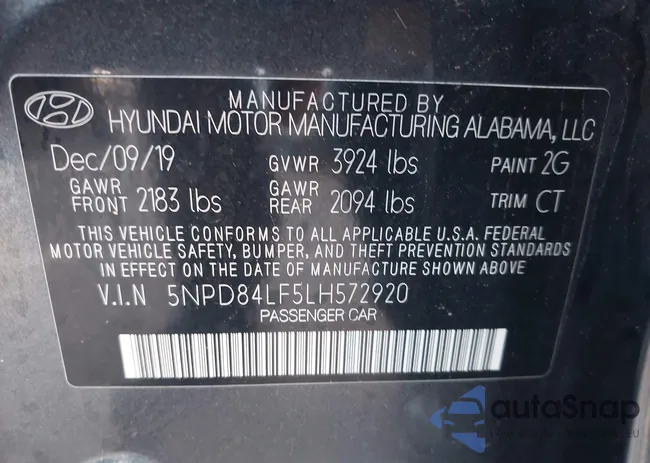 MANUFACTURED BY
HYUNDAI MOTOR MANUFACTURING ALABAMA, LLC
Dec/09/19 GVWR 3924 lbs PAINT 2G
GAWR FRONT 2183 lbs GAWR REAR 2094 lbs TRIM CT
THIS VEHICLE CONFORMS TO ALL APPLICABLE U.S.A. FEDERAL
MOTOR VEHICLE SAFETY, BUMPER, AND THEFT PREVENTION STANDARDS
IN EFFECT ON THE DATE OF MANUFACTURE SHOWN ABOVE
V.I.N 5NPD84LF5LH572920
PASSENGER CAR
autaSnap